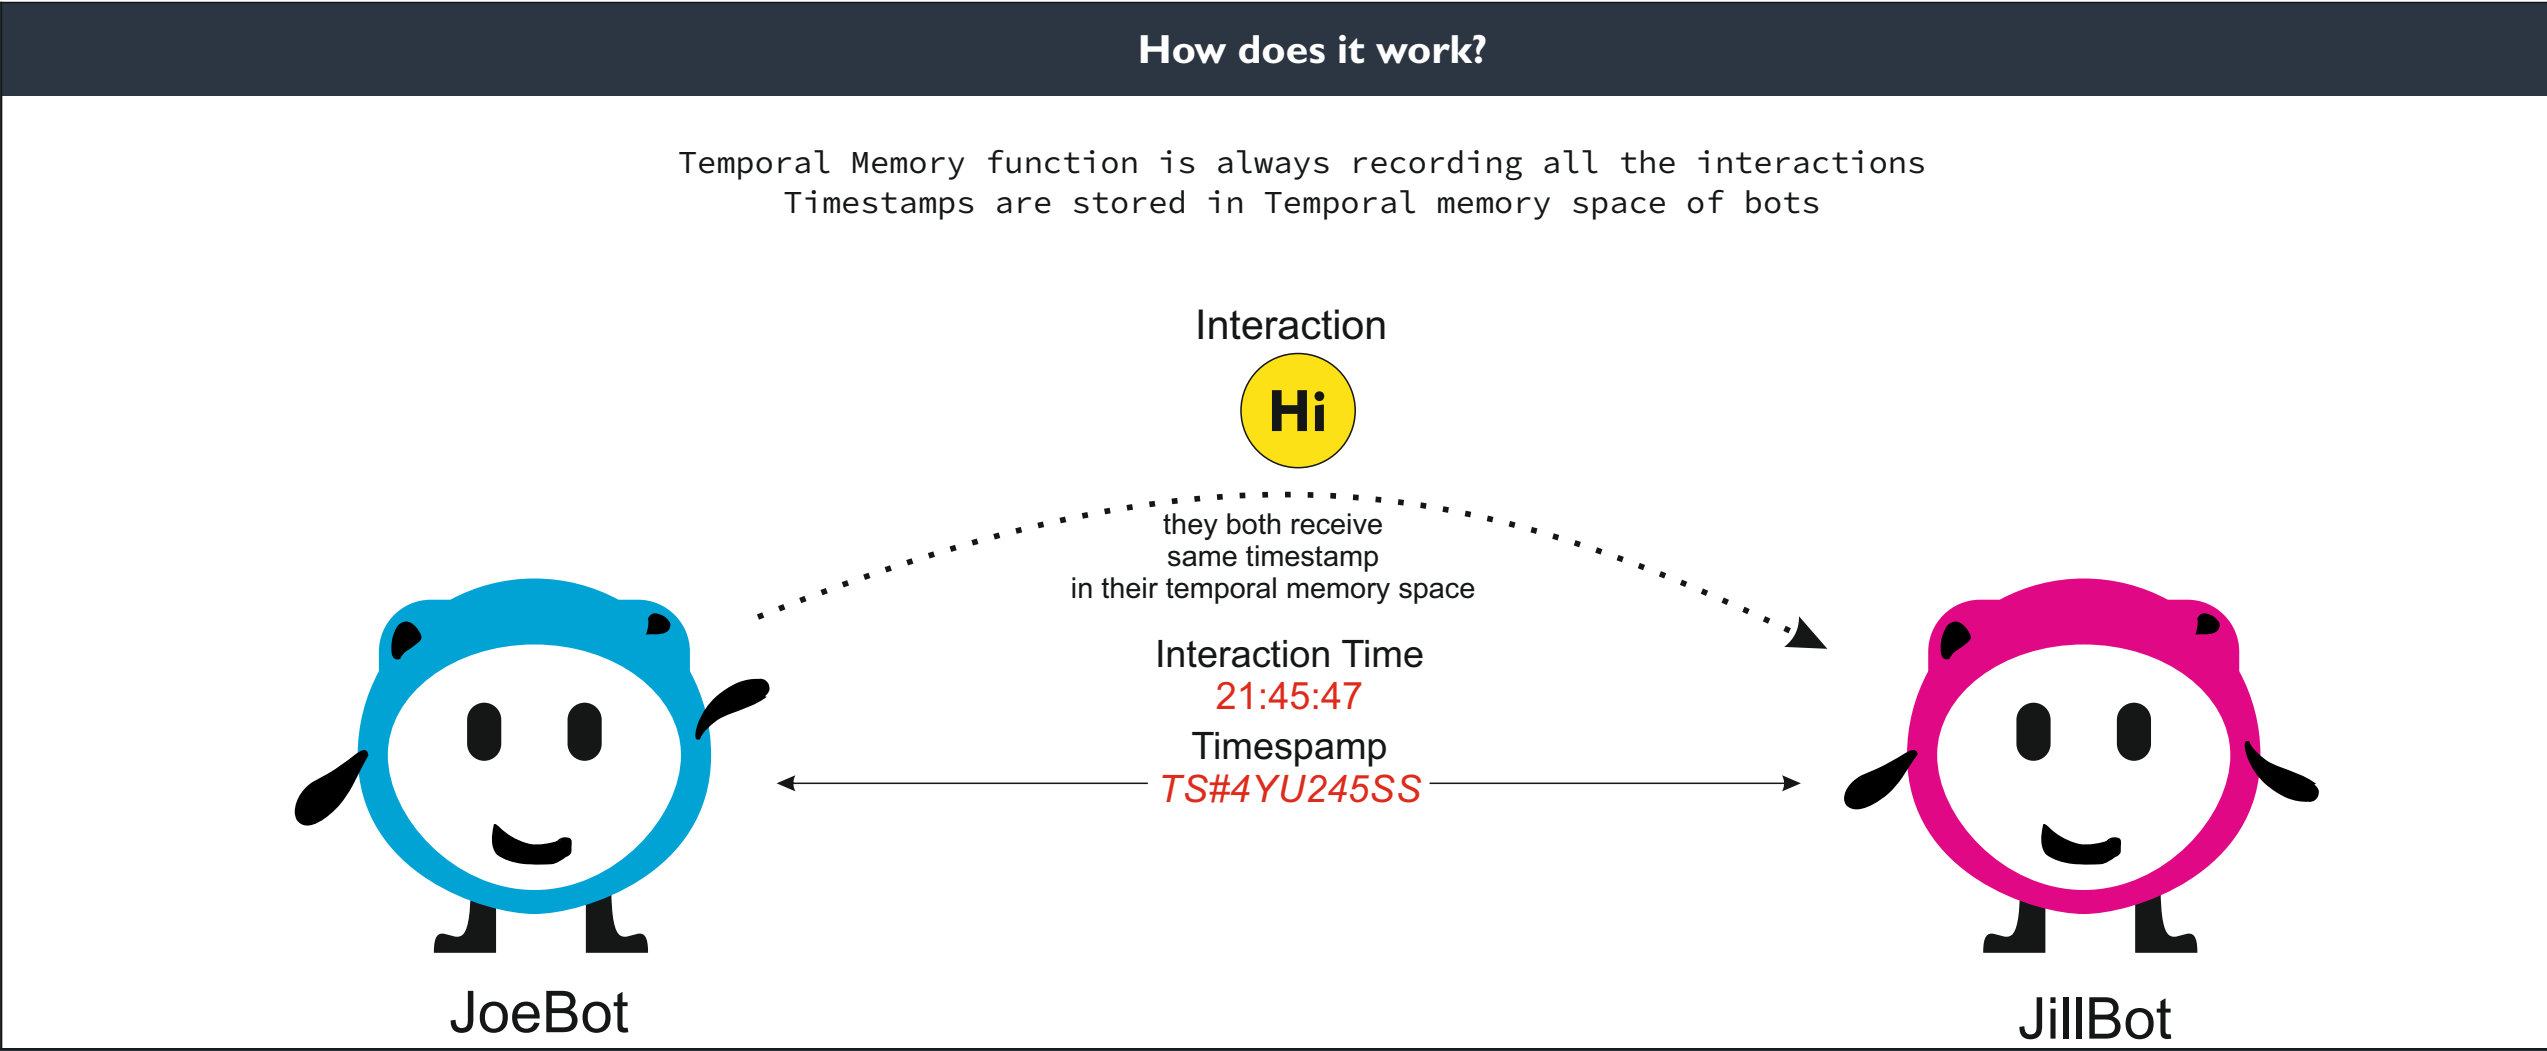 How does it work?
Temporal Memory function is always recording all the interactions
Timestamps are stored in Temporal memory space of bots
Interaction
Hi
they both receive
same timestamp
in their temporal memory space
Interaction Time
21:45:47
Timespamp
TS#4YU245SS
JoeBot
JillBot